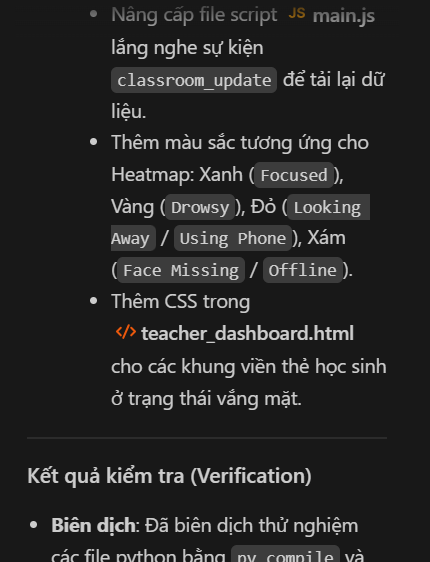 Nâng cấp file script JS main.js
lắng nghe sự kiện
classroom_update để tải lại dữ
liệu.
Thêm màu sắc tương ứng cho
Heatmap: Xanh (Focused),
Vàng (Drowsy), Đỏ (Looking
Away / Using Phone), Xám
(Face Missing / Offline).
Thêm CSS trong
</> teacher_dashboard.html
cho các khung viền thẻ học sinh
ở trạng thái vắng mặt.
Kết quả kiểm tra (Verification)
Biên dịch: Đã biên dịch thử nghiệm
các file python bằng py_compile và